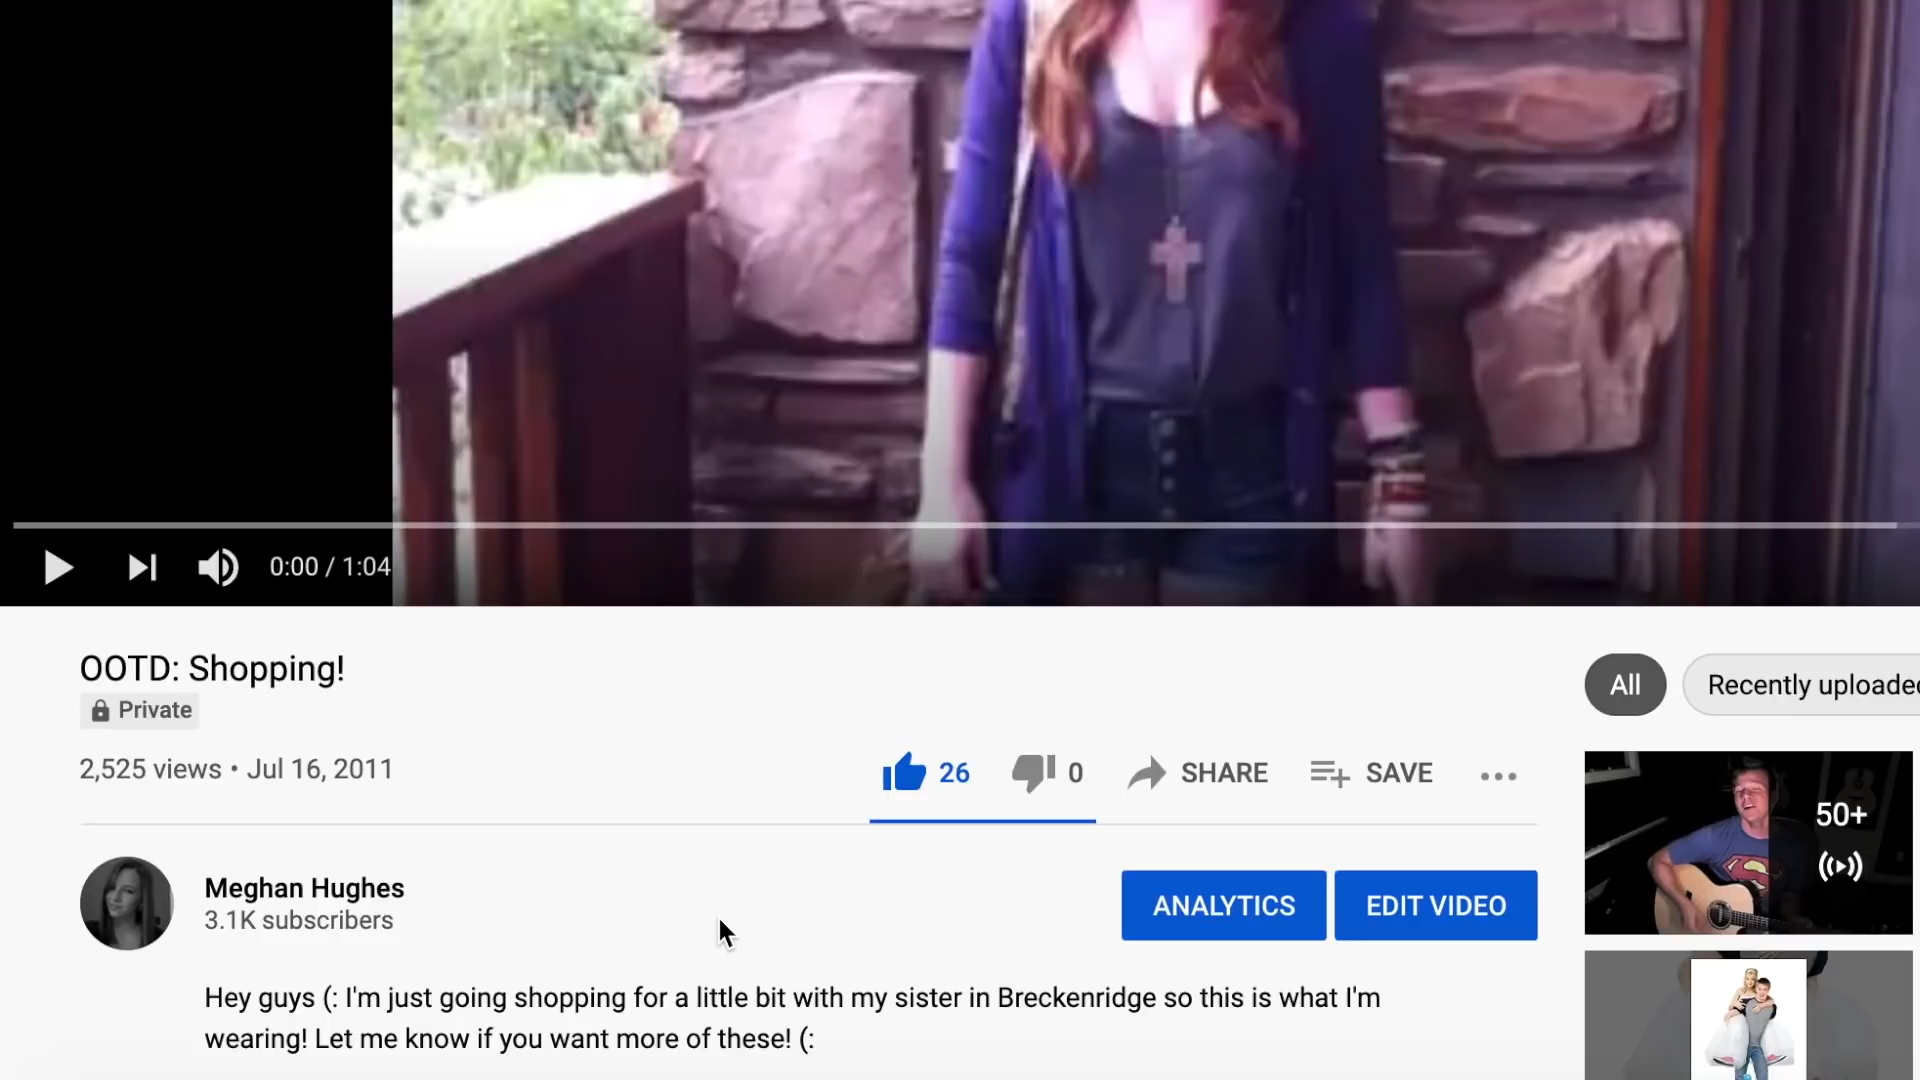 0:00 / 1:04
OOTD: Shopping!
Private
2,525 views • Jul 16, 2011
26
0
SHARE
SAVE
All
Recently uploaded
50+
Meghan Hughes
3.1K subscribers
ANALYTICS
EDIT VIDEO
Hey guys (: I'm just going shopping for a little bit with my sister in Breckenridge so this is what I'm
wearing! Let me know if you want more of these! (: